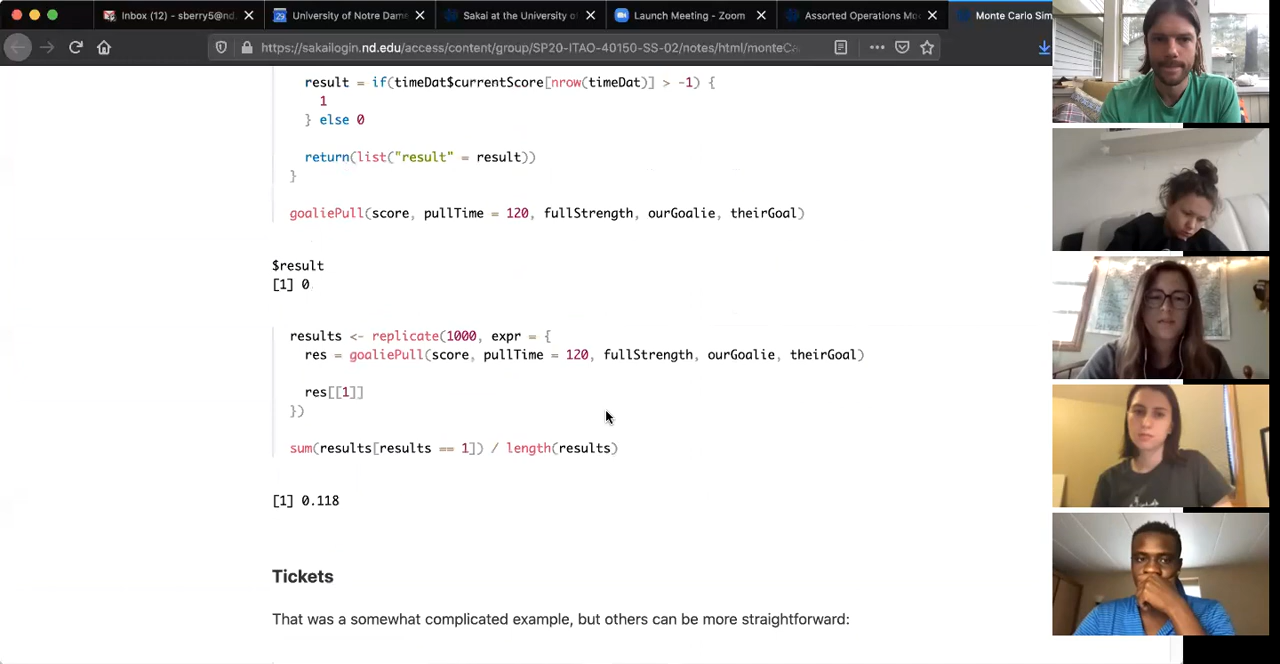 Inbox (12) - sberry5@nd.
University of Notre Dame
Sakai at the University of
Launch Meeting - Zoom
Assorted Operations Mo
Monte Carlo Sim
https://sakailogin.nd.edu/access/content/group/SP20-ITAO-40150-SS-02/notes/html/monteCa
result = if(timeDat$currentScore[nrow(timeDat)] > -1) {
1
} else 0
return(list("result" = result))
}
goaliePull(score, pullTime = 120, fullStrength, ourGoalie, theirGoal)
$result
[1] 0
results <- replicate(1000, expr = {
res = goaliePull(score, pullTime = 120, fullStrength, ourGoalie, theirGoal)
res[[1]]
})
sum(results[results == 1]) / length(results)
[1] 0.118
Tickets
That was a somewhat complicated example, but others can be more straightforward: